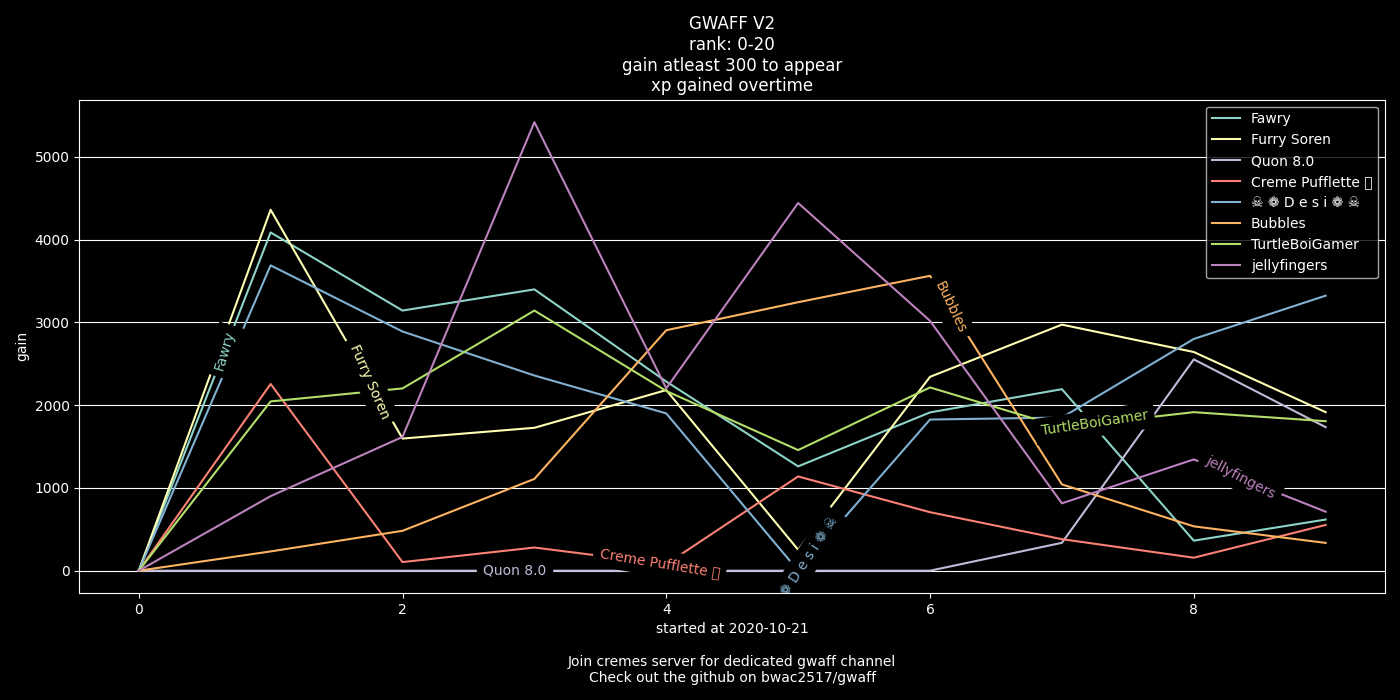 GWAFF V2
rank: 0-20
gain atleast 300 to appear
xp gained overtime
Fawry
Furry Soren
Quon 8.0
Creme Pufflette ▯
☠ ❁ D e s i ❁ ☠
Bubbles
TurtleBoiGamer
jellyfingers
gain
5000
4000
3000
2000
1000
0
Fawry
Furry Soren
Quon 8.0
Creme Pufflette ▯
❁ D e s i ❁ ☠
Bubbles
TurtleBoiGamer
jellyfingers
0 2 4 6 8
started at 2020-10-21
Join cremes server for dedicated gwaff channel
Check out the github on bwac2517/gwaff